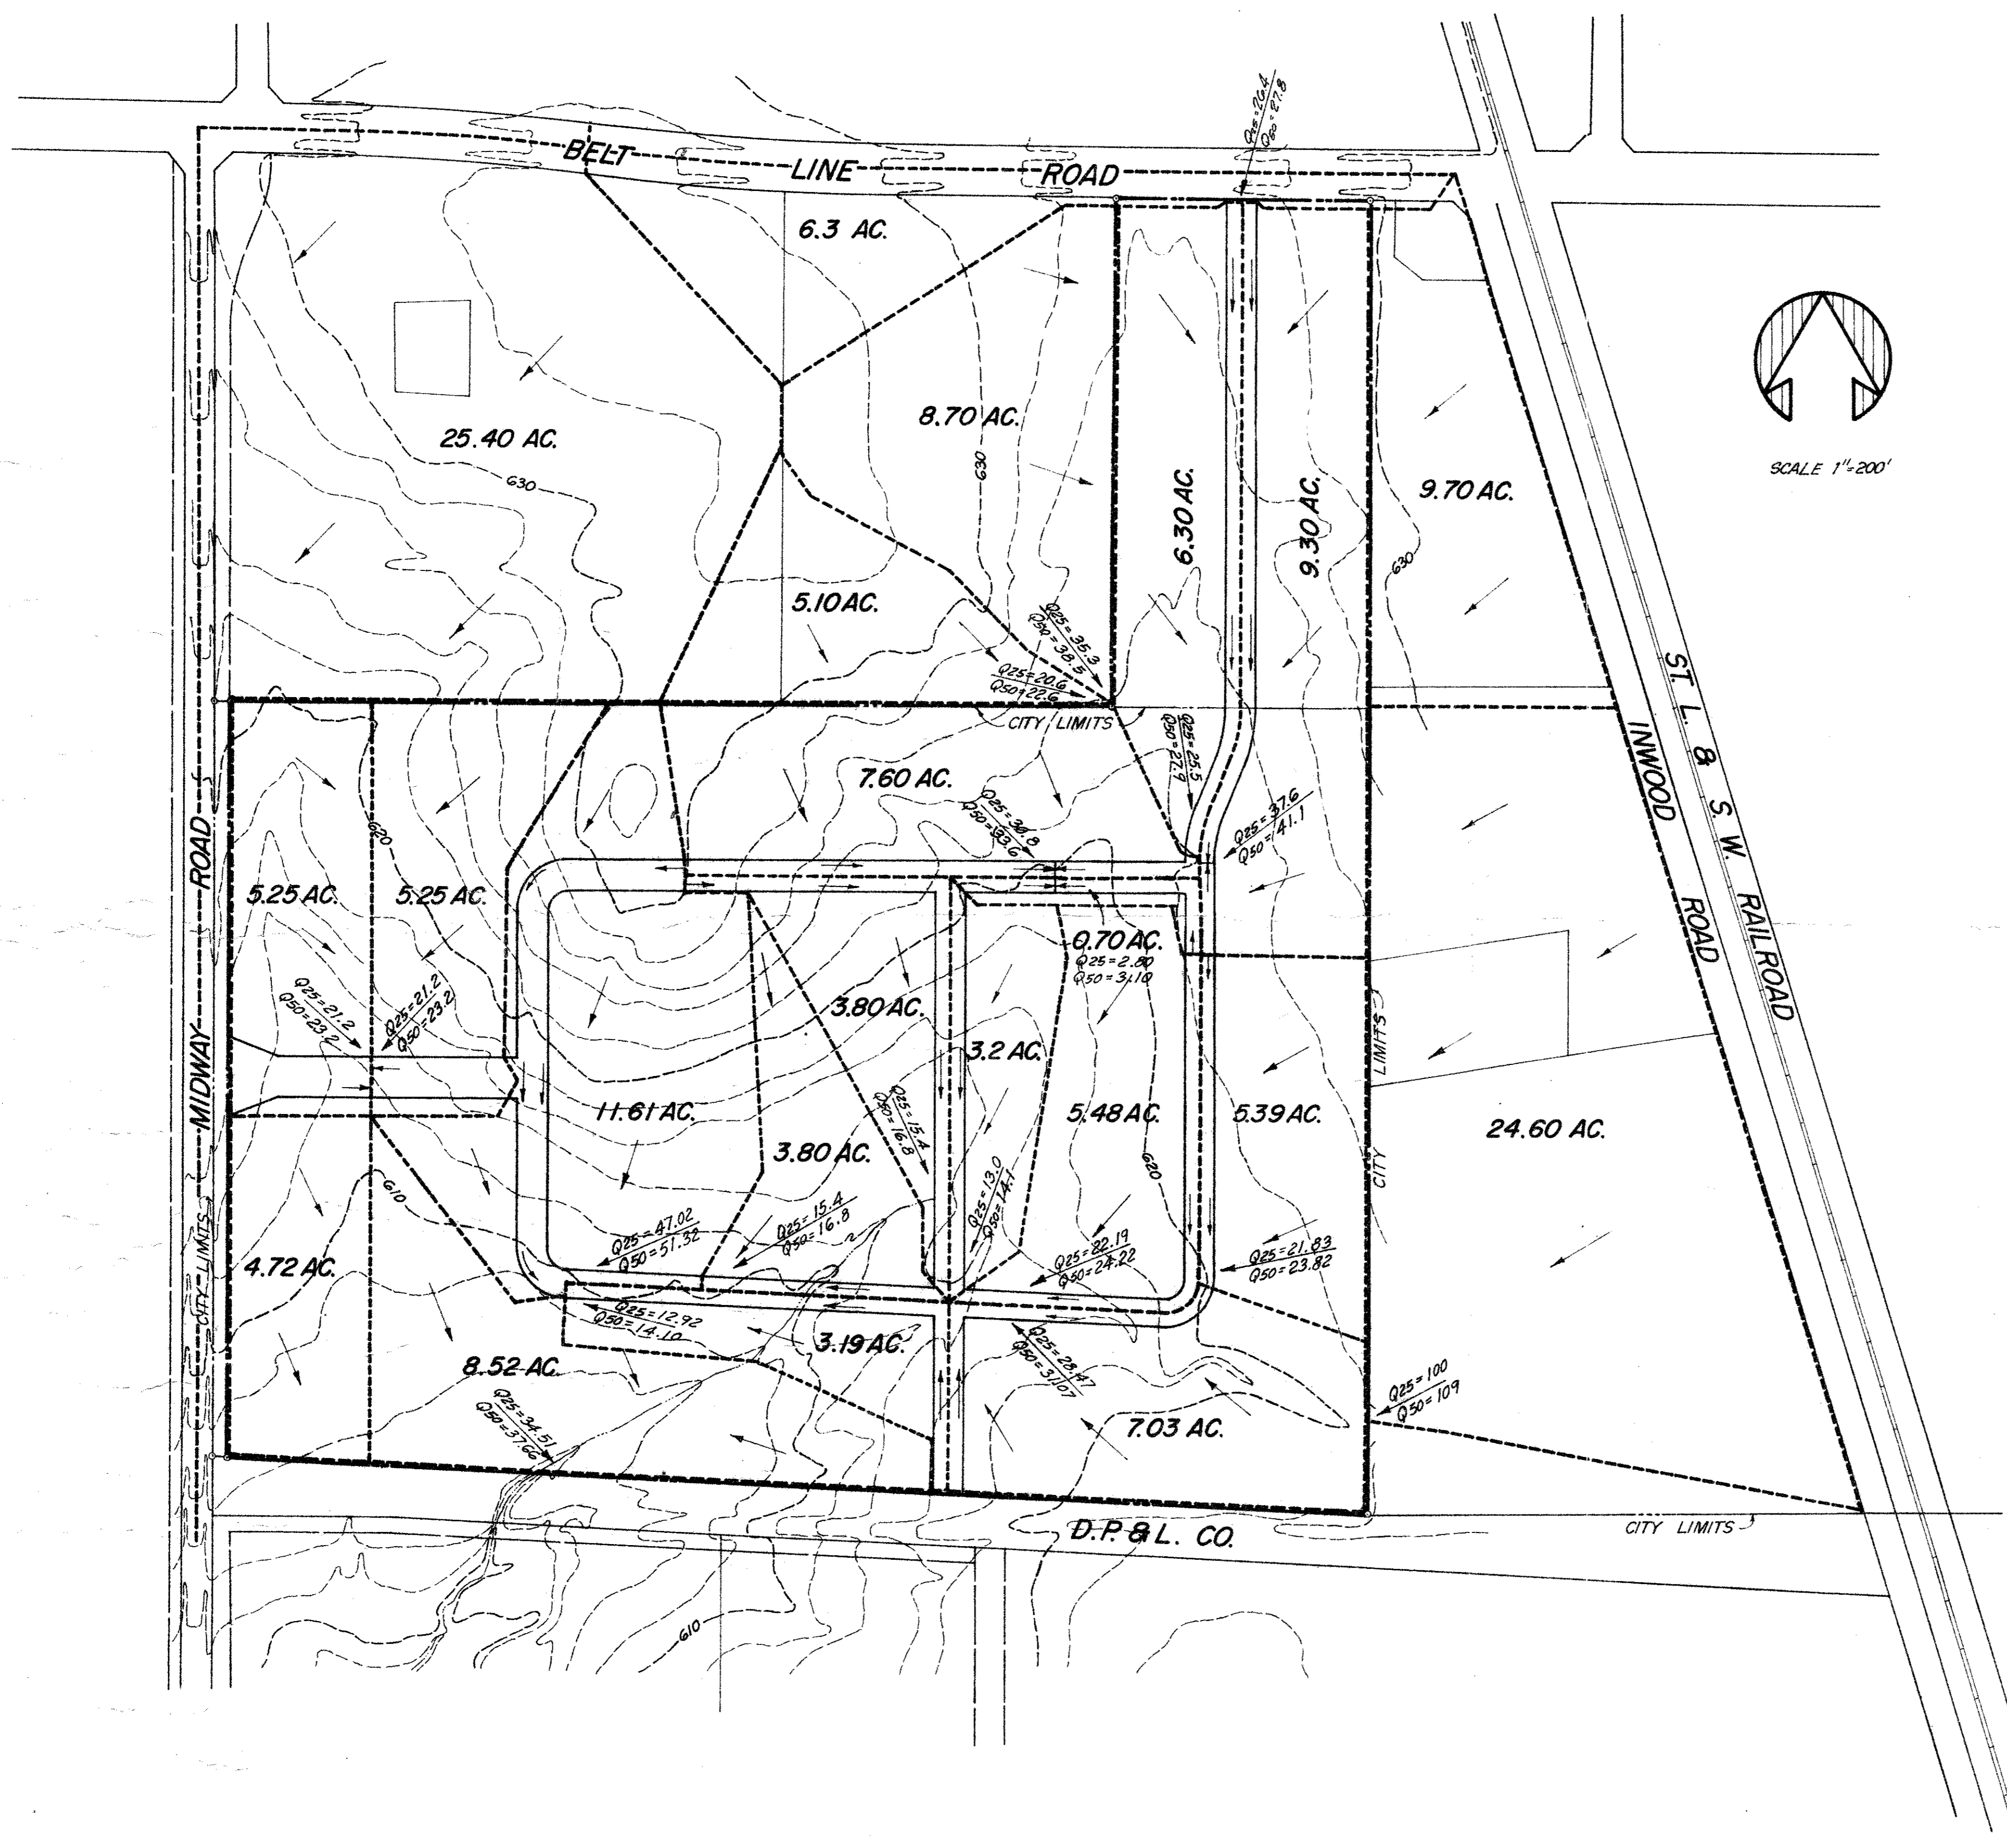 Q25=26.4
Q50=27.8
BELT LINE ROAD
6.3 AC.
8.70 AC.
25.40 AC.
630
630
6.30 AC.
9.30 AC.
9.70 AC.
SCALE 1"=200'
630
5.10 AC.
Q25=35.3
Q50=38.5
Q25=20.6
Q50=22.6
CITY LIMITS
ST. L. & S. W. RAILROAD
INWOOD ROAD
Q25=25.5
Q50=27.9
7.60 AC.
Q50=33.6
Q25=37.6
Q50=41.1
MIDWAY ROAD
620
5.25 AC.
5.25 AC.
0.70 AC.
Q25=2.80
Q50=3.10
Q25=21.2
Q50=23.2
Q25=21.2
Q50=23.2
3.80 AC.
3.2 AC.
CITY LIMITS
11.61 AC.
3.80 AC.
Q25=15.4
Q50=16.8
5.48 AC.
5.39 AC.
24.60 AC.
620
610
Q25=13.0
Q50=14.1
CITY LIMITS
4.72 AC.
Q25=47.02
Q50=51.32
Q25=15.4
Q50=16.8
Q25=22.19
Q50=24.22
Q25=21.83
Q50=23.82
Q25=12.92
Q50=14.10
3.19 AC.
8.52 AC.
Q25=28.47
Q50=31.07
Q25=100
Q50=109
Q25=34.51
Q50=37.66
7.03 AC.
D.P. & L. CO.
CITY LIMITS
610